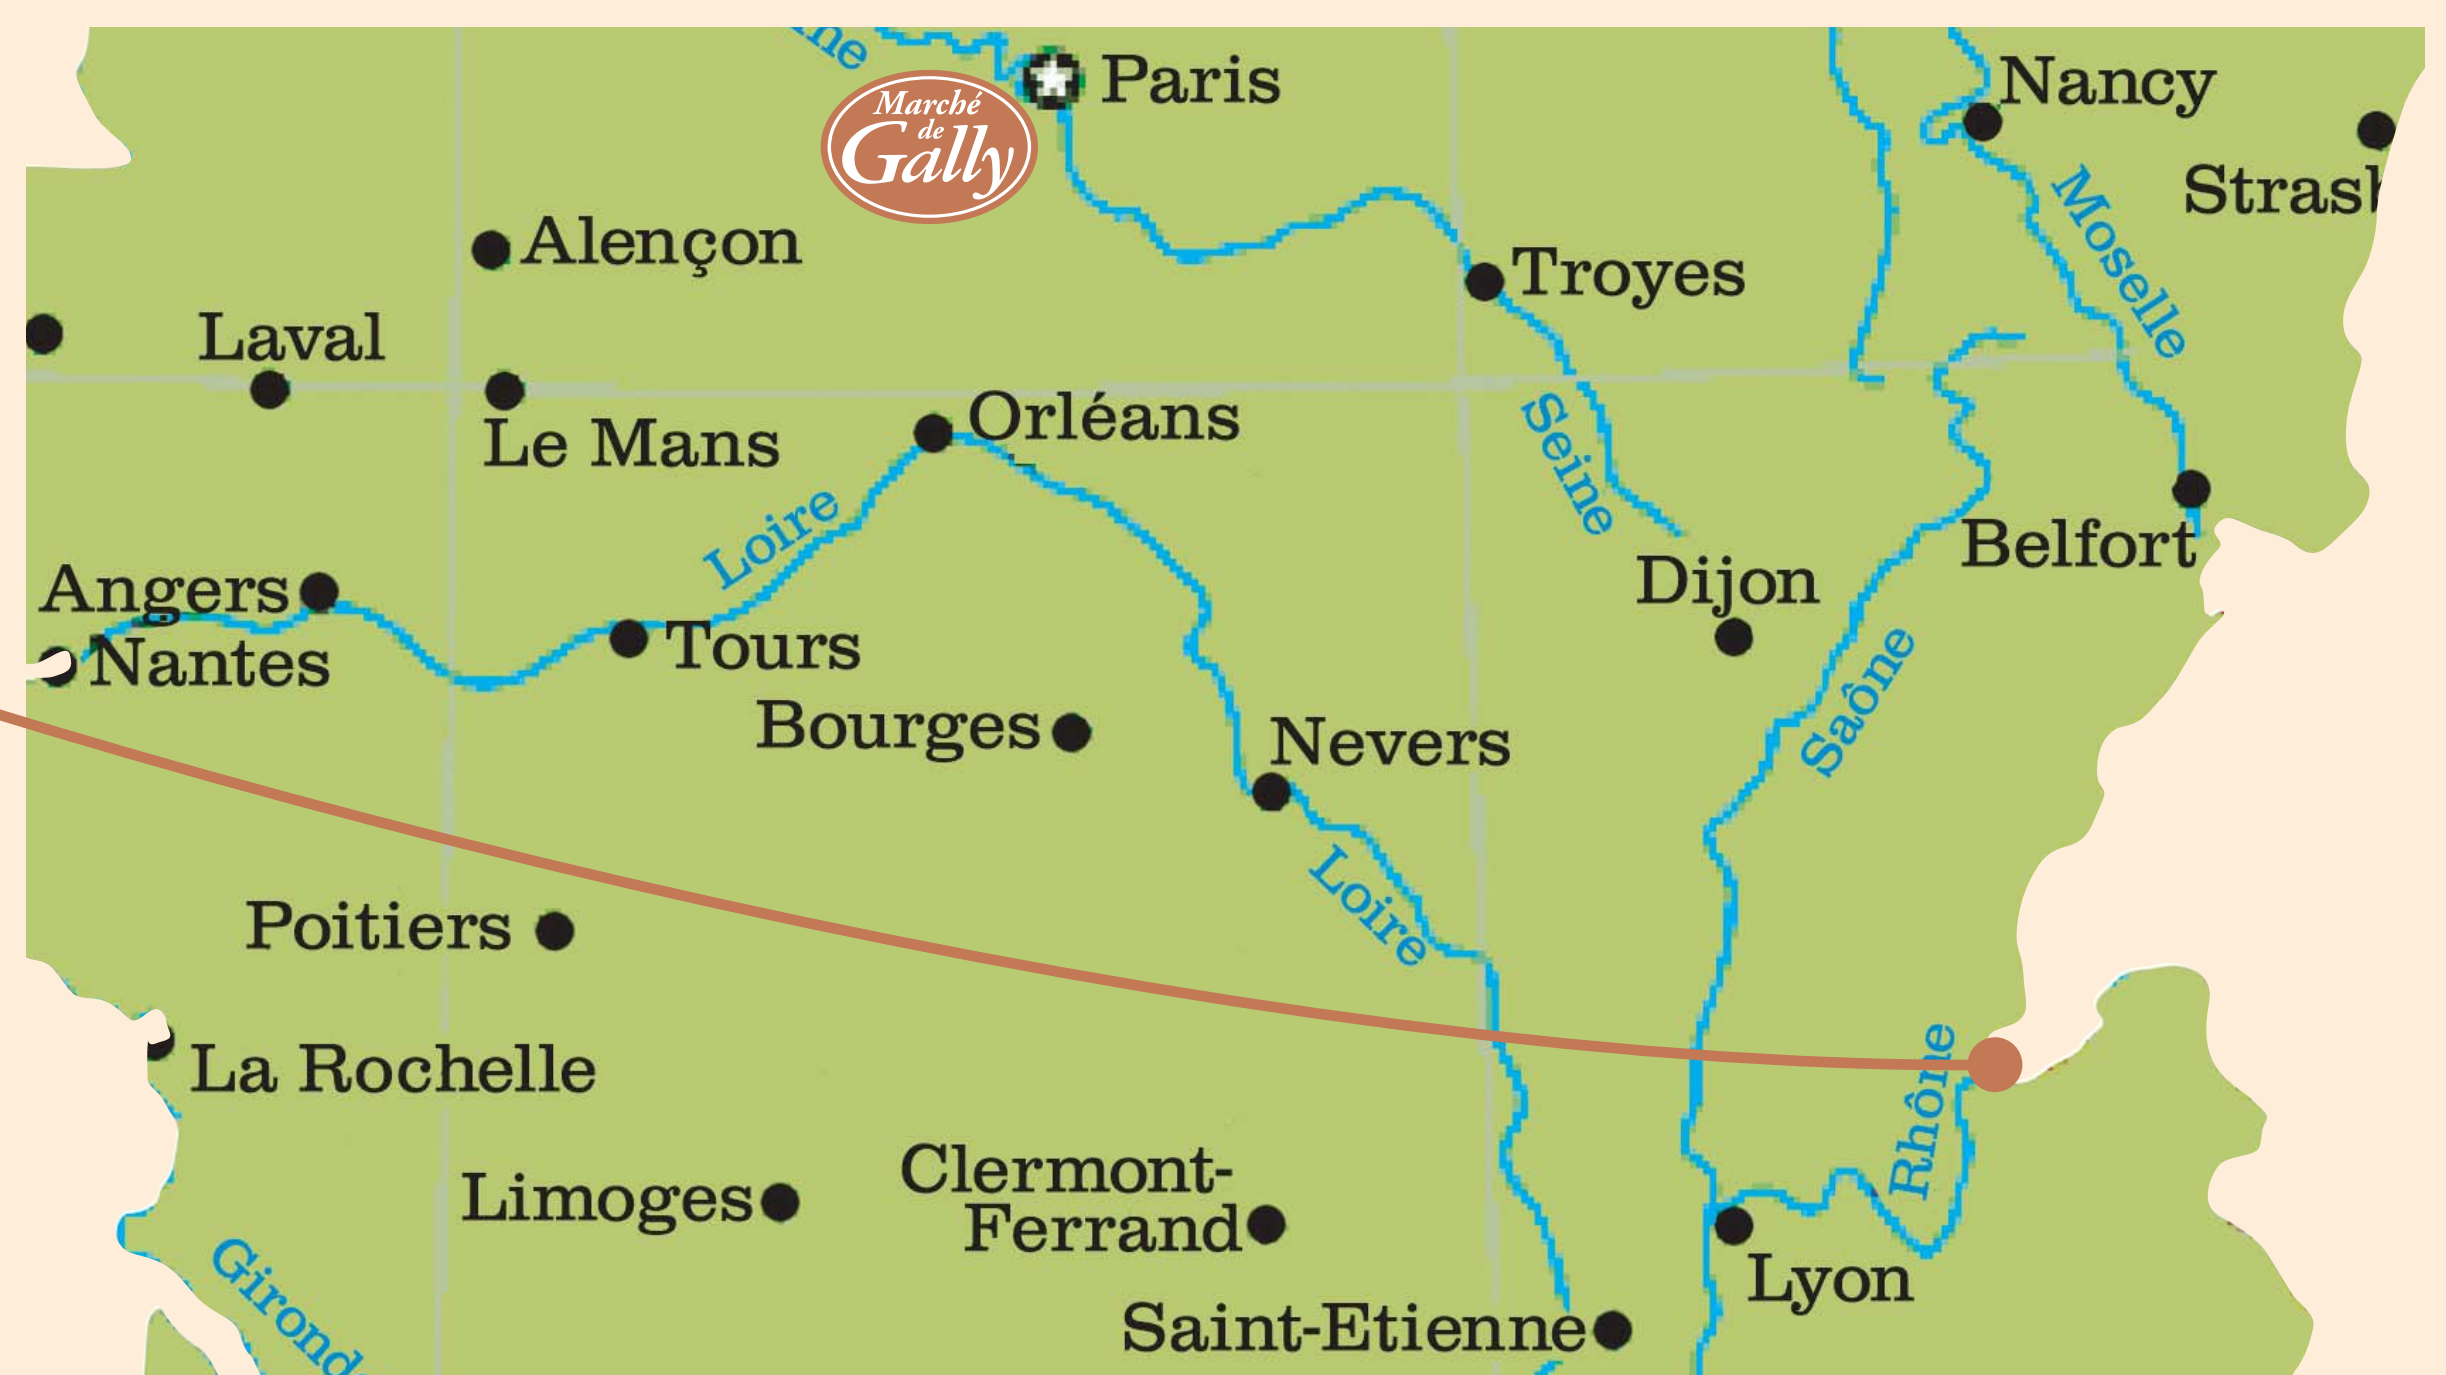 Paris
Nancy
Marché
de
Gally
Strasb
Moselle
Alençon
Troyes
Laval
Orléans
Le Mans
Seine
Loire
Belfort
Angers
Dijon
Nantes
Tours
Saône
Bourges
Nevers
Loire
Poitiers
La Rochelle
Rhône
Limoges
Clermont-
Ferrand
Lyon
Girond
Saint-Etienne